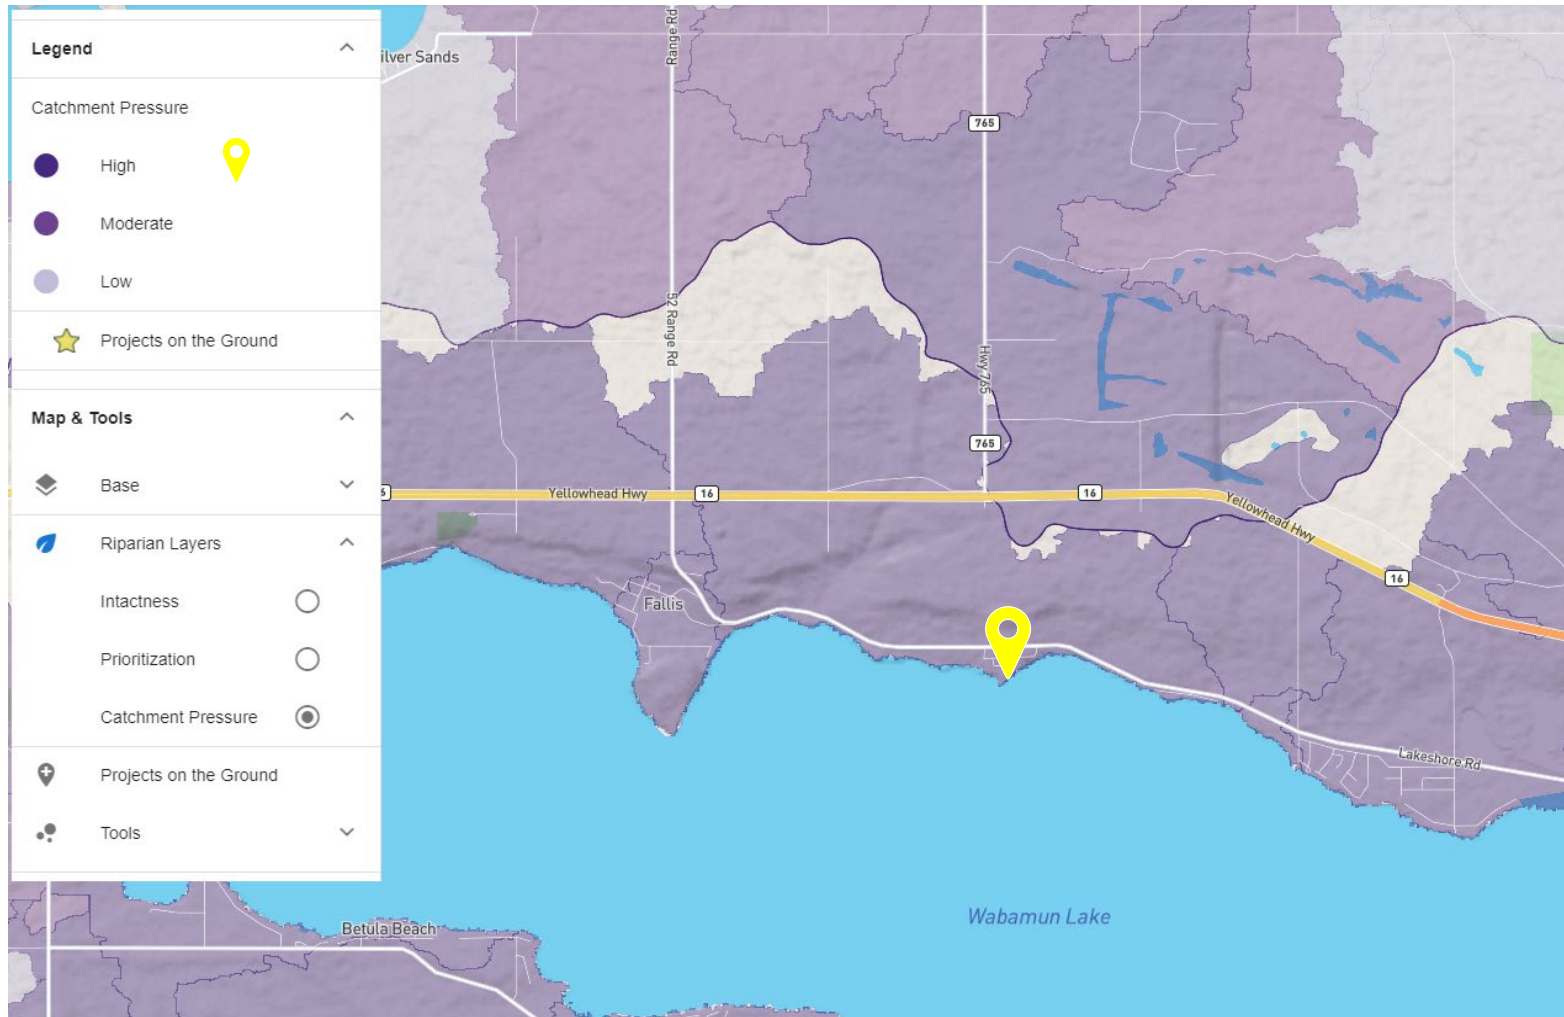 Legend
Catchment Pressure
High
Moderate
Low
Projects on the Ground
Map & Tools
Base
Riparian Layers
Intactness
Prioritization
Catchment Pressure
Projects on the Ground
Tools
ilver Sands
Range Rd
765
52 Range Rd
Hwy 765
765
6
Yellowhead Hwy
16
16
Yellowhead Hwy
16
Fallis
Lakeshore Rd
Wabamun Lake
Betula Beach